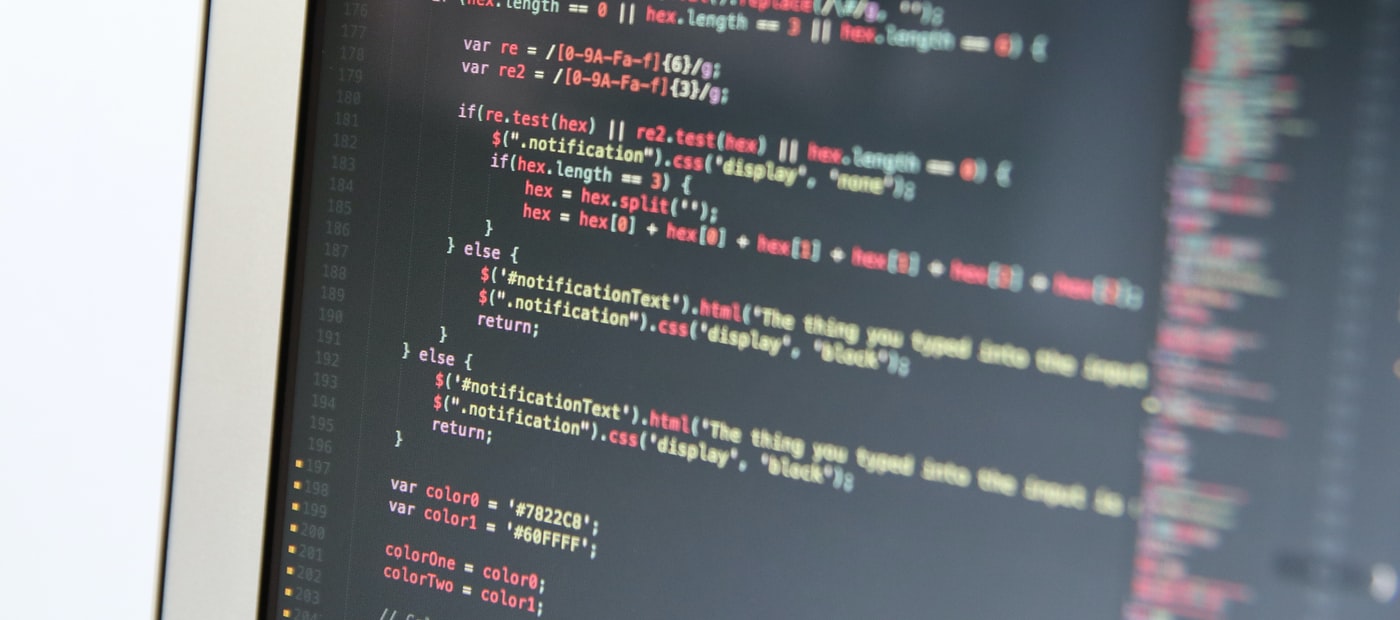 replace(/\#/g, '');
(hex.length == 0 || hex.length == 3 || hex.length == 6) {
176
177 var re = /[0-9A-Fa-f]{6}/g;
178 var re2 = /[0-9A-Fa-f]{3}/g;
179
180 if(re.test(hex) || re2.test(hex) || hex.length == 0) {
181 $(".notification").css('display', 'none');
182 if(hex.length == 3) {
183 hex = hex.split('');
184 hex = hex[0] + hex[0] + hex[1] + hex[1] + hex[2] + hex[2];
185 }
186 } else {
187 $('#notificationText').html('The thing you typed into the input
188 $(".notification").css('display', 'block');
189 return;
190 }
191 } else {
192 $('#notificationText').html('The thing you typed into the input is
193 $(".notification").css('display', 'block');
194 return;
195 }
196
197 var color0 = '#7822C8';
198 var color1 = '#60FFFF';
199
200 colorOne = color0;
201 colorTwo = color1;
202
203 //
204